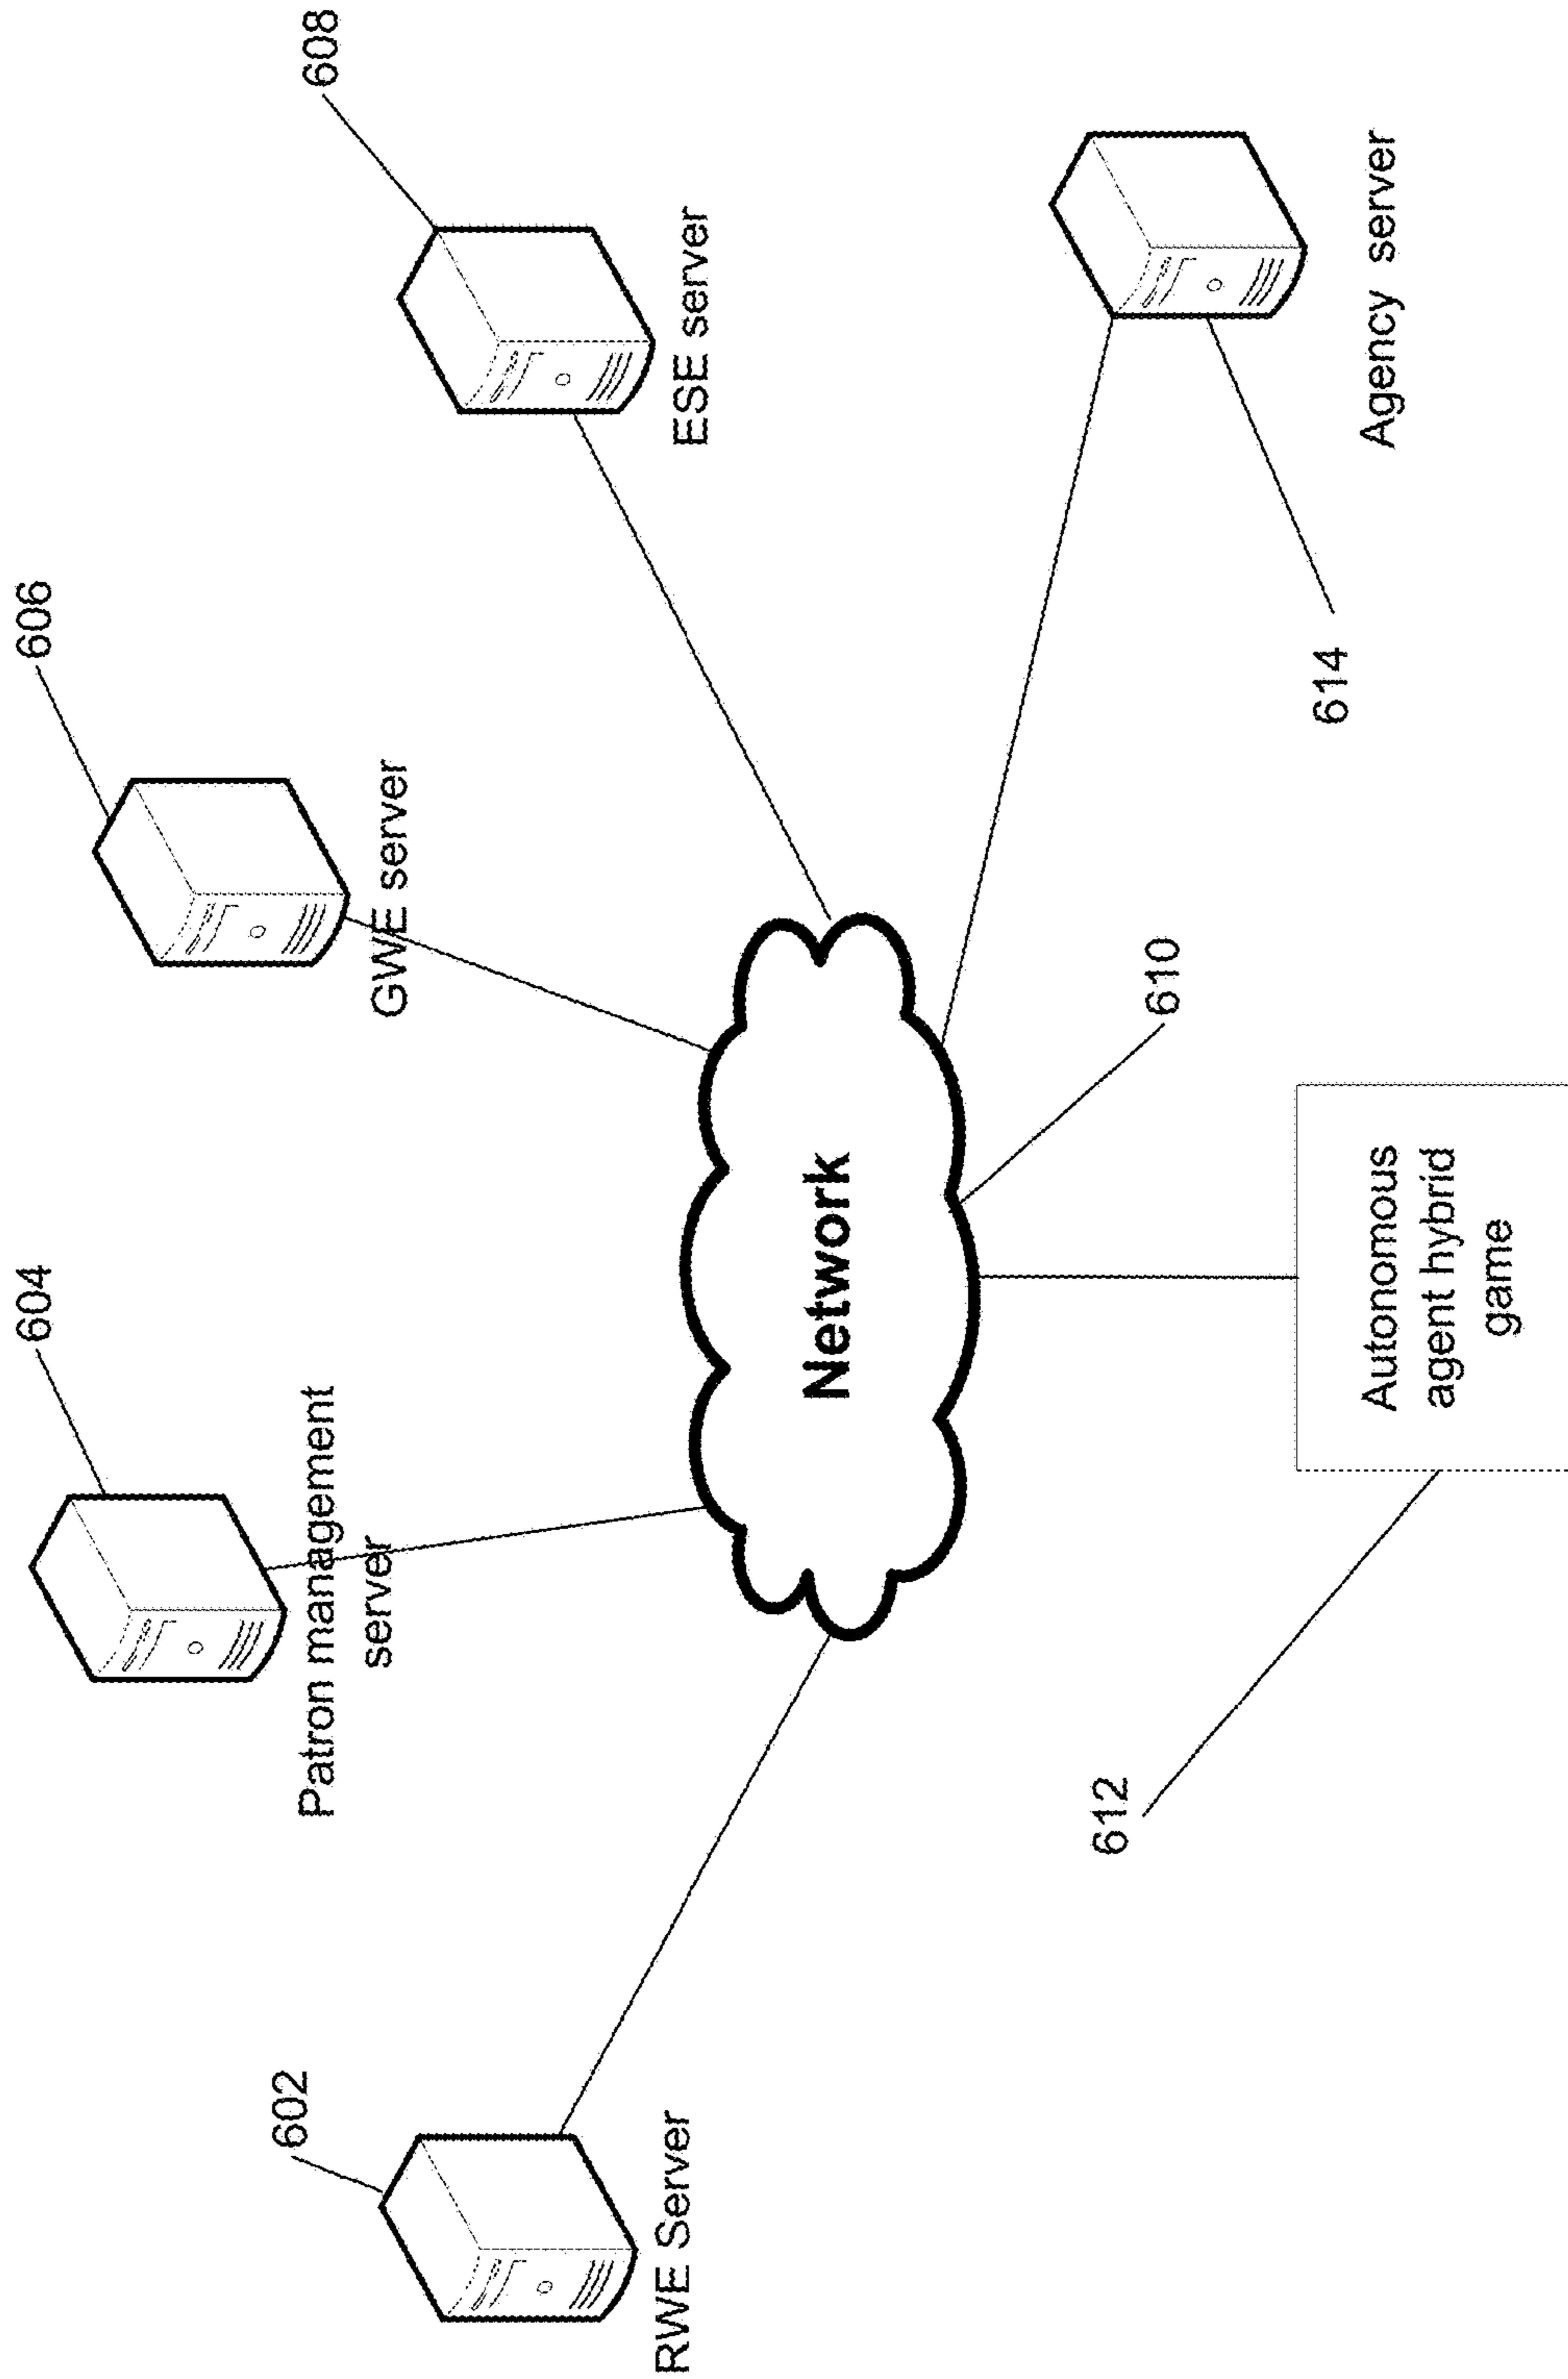 604
606
608
602
Patron management
server
GWE server
ESE server
RWE Server
Network
610
612
614
Autonomous
agent hybrid
game
Agency server